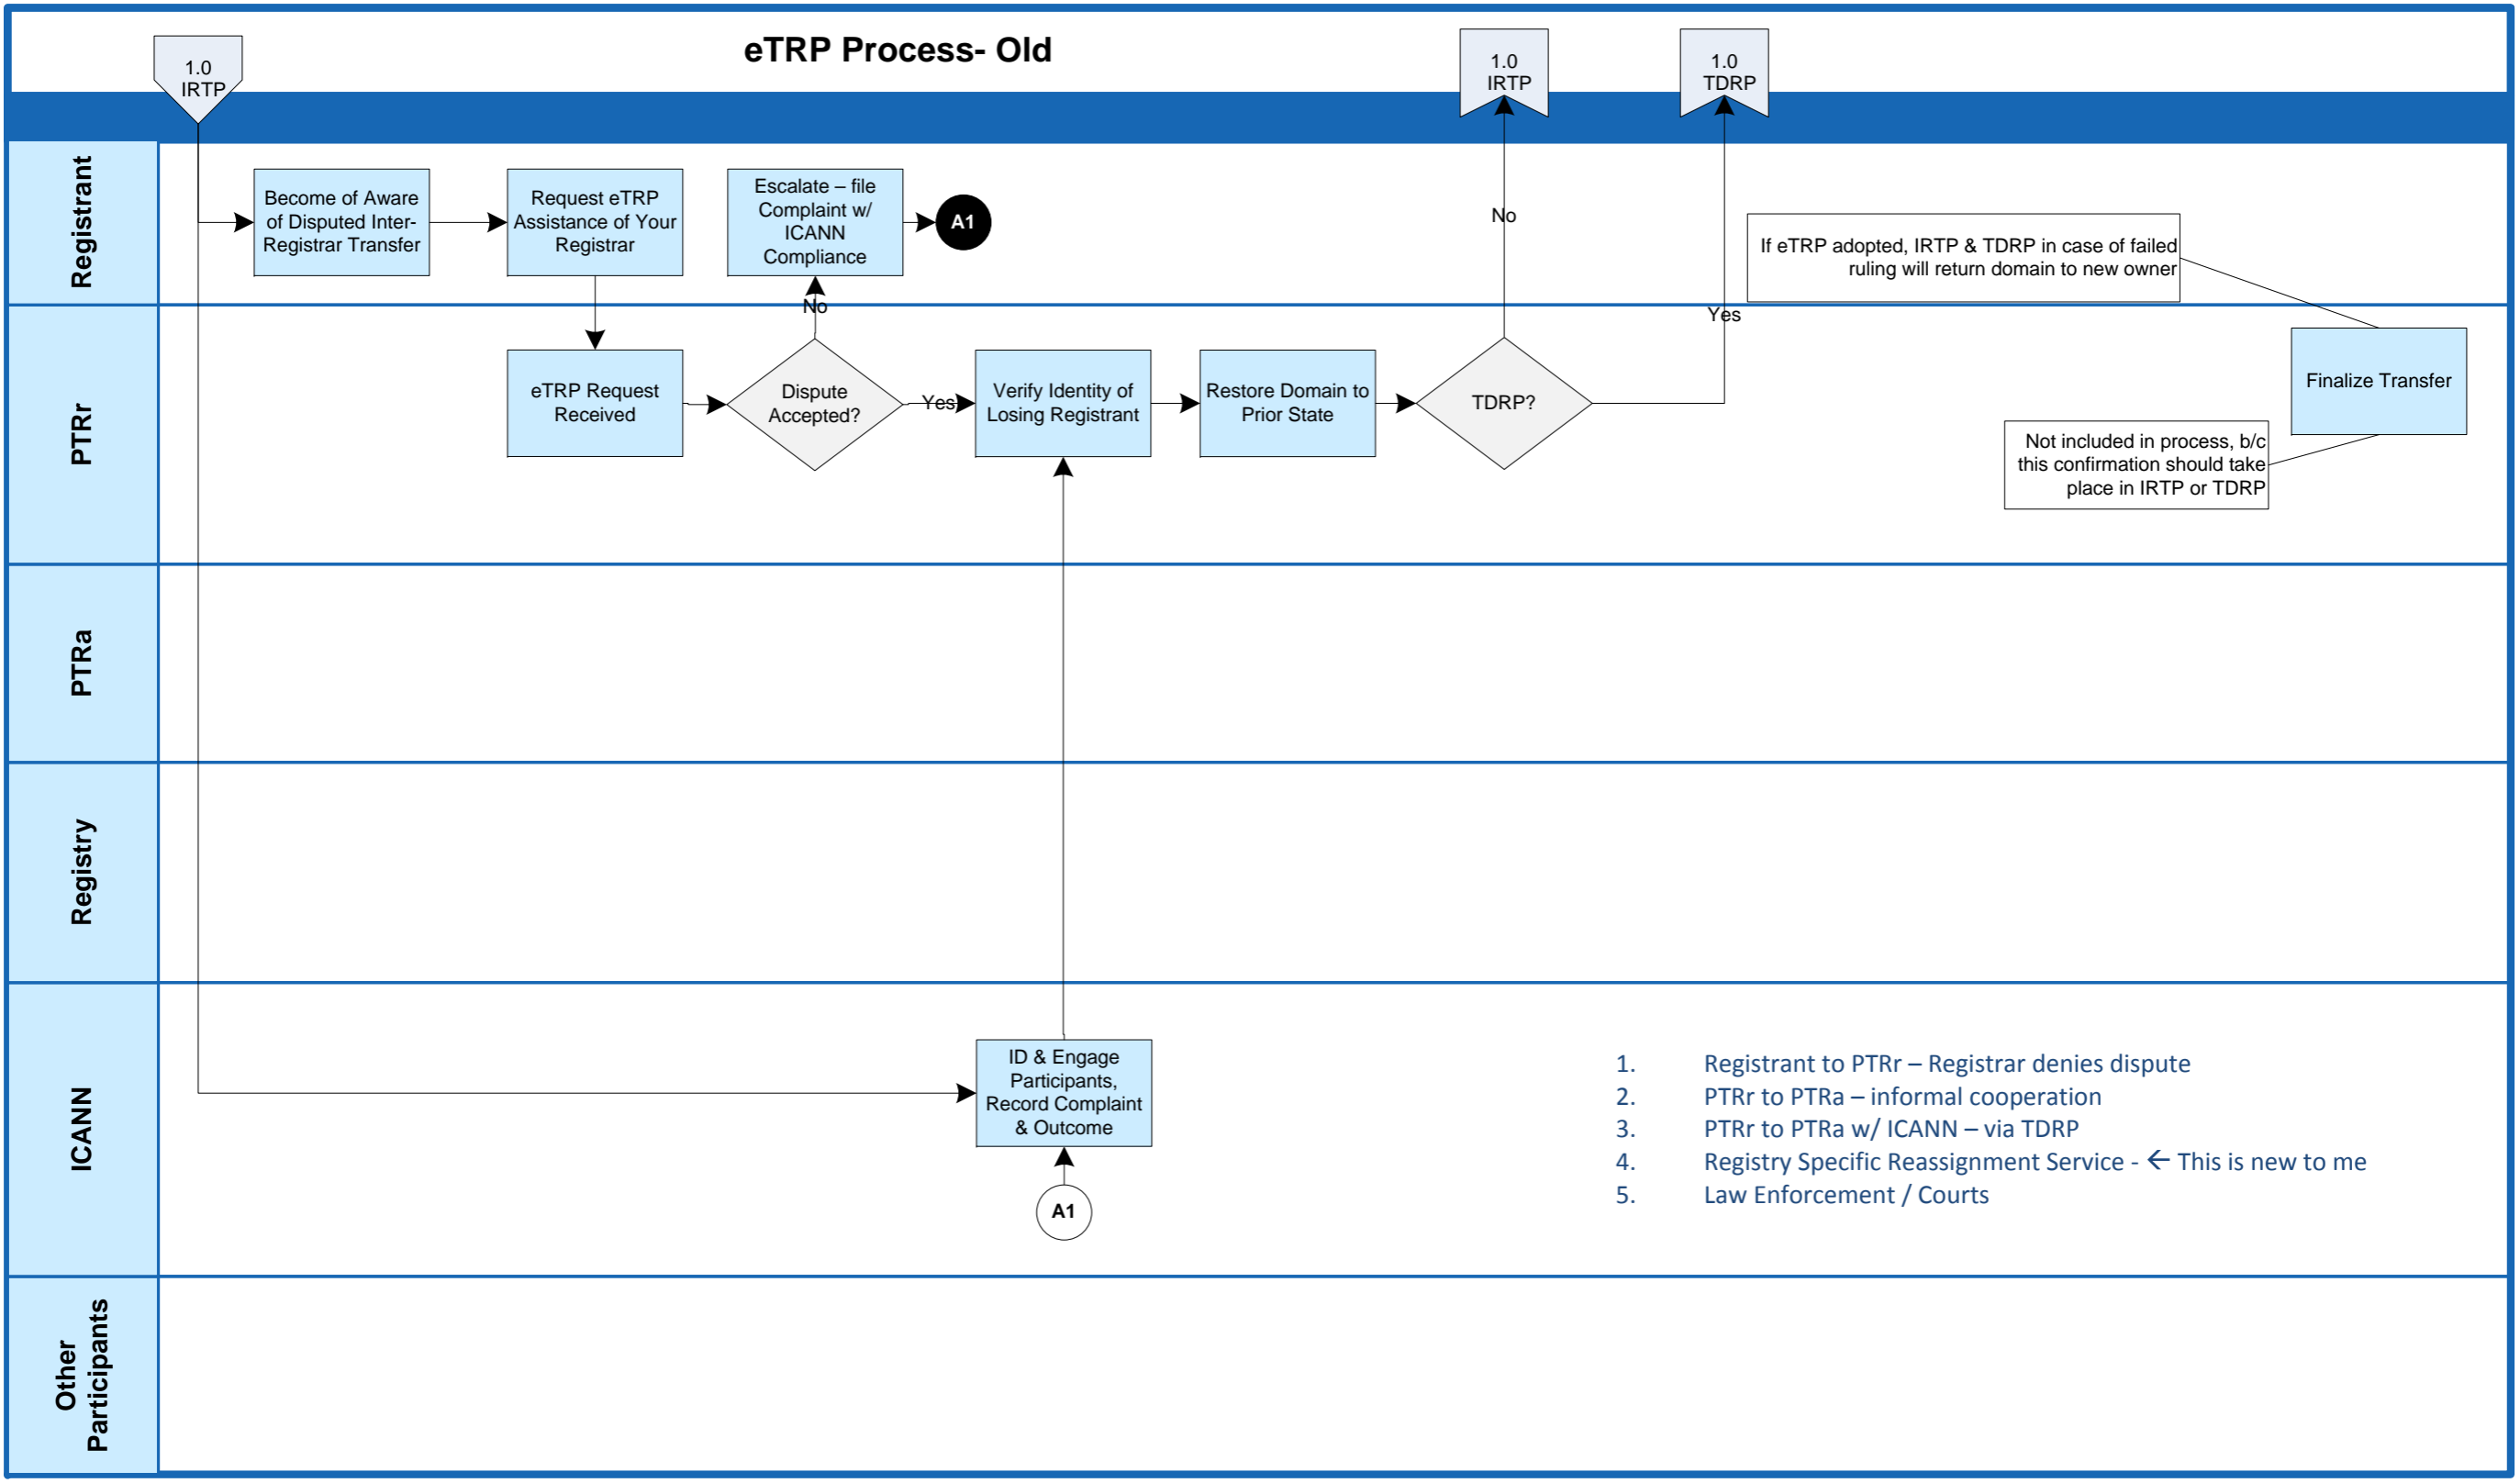 eTRP Process- Old
1.0
IRTP
1.0
IRTP
1.0
TDRP
Registrant
Become of Aware
of Disputed Inter-
Registrar Transfer
Request eTRP
Assistance of Your
Registrar
Escalate – file
Complaint w/
ICANN
Compliance
A1
No
No
Yes
If eTRP adopted, IRTP & TDRP in case of failed
ruling will return domain to new owner
PTRr
eTRP Request
Received
Dispute
Accepted?
Yes
Verify Identity of
Losing Registrant
Restore Domain to
Prior State
TDRP?
Finalize Transfer
Not included in process, b/c
this confirmation should take
place in IRTP or TDRP
PTRa
Registry
ICANN
ID & Engage
Participants,
Record Complaint
& Outcome
A1
1. Registrant to PTRr – Registrar denies dispute
2. PTRr to PTRa – informal cooperation
3. PTRr to PTRa w/ ICANN – via TDRP
4. Registry Specific Reassignment Service - ← This is new to me
5. Law Enforcement / Courts
Other
Participants